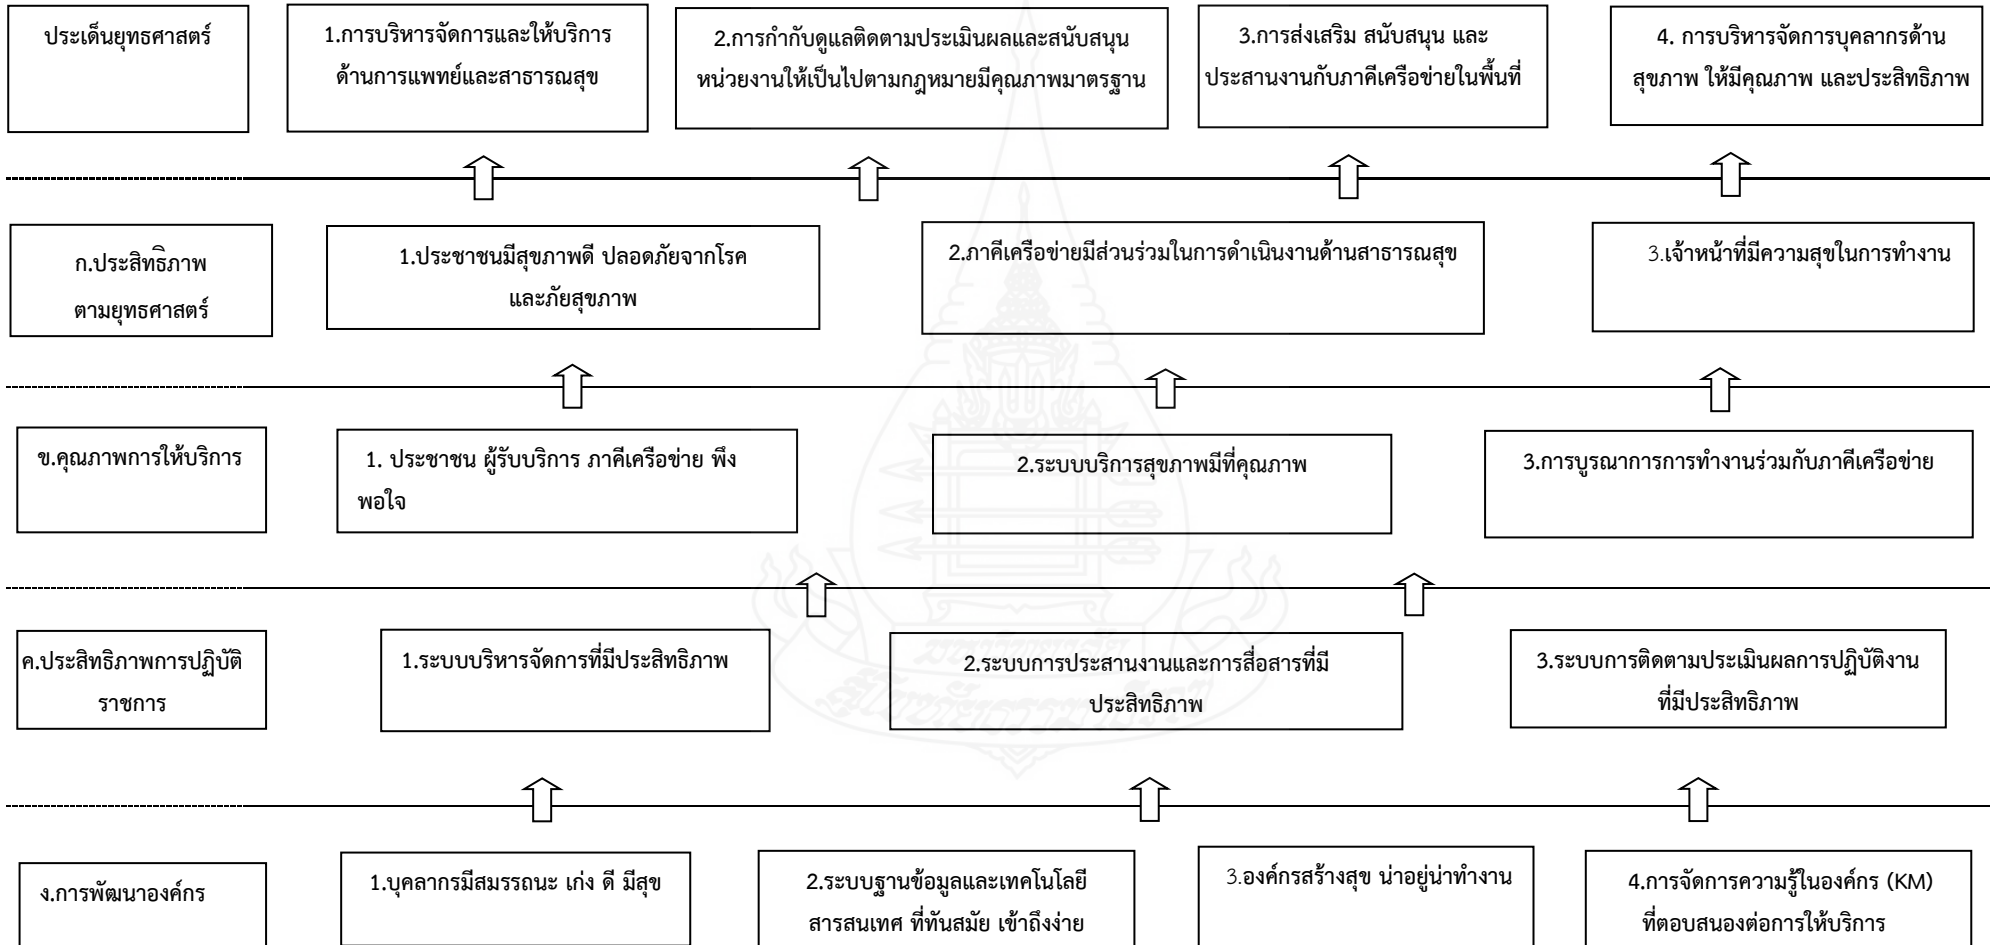 ประเด็นยุทธศาสตร์
1.การบริหารจัดการและให้บริการ
ด้านการแพทย์และสาธารณสุข
2.การกำกับดูแลติดตามประเมินผลและสนับสนุน
หน่วยงานให้เป็นไปตามกฎหมายมีคุณภาพมาตรฐาน
3.การส่งเสริม สนับสนุน และ
ประสานงานกับภาคีเครือข่ายในพื้นที่
4. การบริหารจัดการบุคลากรด้าน
สุขภาพ ให้มีคุณภาพ และประสิทธิภาพ
ก.ประสิทธิภาพ
ตามยุทธศาสตร์
1.ประชาชนมีสุขภาพดี ปลอดภัยจากโรค
และภัยสุขภาพ
2.ภาคีเครือข่ายมีส่วนร่วมในการดำเนินงานด้านสาธารณสุข
3.เจ้าหน้าที่มีความสุขในการทำงาน
ข.คุณภาพการให้บริการ
1. ประชาชน ผู้รับบริการ ภาคีเครือข่าย พึง
พอใจ
2.ระบบบริการสุขภาพมีที่คุณภาพ
3.การบูรณาการการทำงานร่วมกับภาคีเครือข่าย
ค.ประสิทธิภาพการปฏิบัติ
ราชการ
1.ระบบบริหารจัดการที่มีประสิทธิภาพ
2.ระบบการประสานงานและการสื่อสารที่มี
ประสิทธิภาพ
3.ระบบการติดตามประเมินผลการปฏิบัติงาน
ที่มีประสิทธิภาพ
ง.การพัฒนาองค์กร
1.บุคลากรมีสมรรถนะ เก่ง ดี มีสุข
2.ระบบฐานข้อมูลและเทคโนโลยี
สารสนเทศ ที่ทันสมัย เข้าถึงง่าย
3.องค์กรสร้างสุข น่าอยู่น่าทำงาน
4.การจัดการความรู้ในองค์กร (KM)
ที่ตอบสนองต่อการให้บริการ